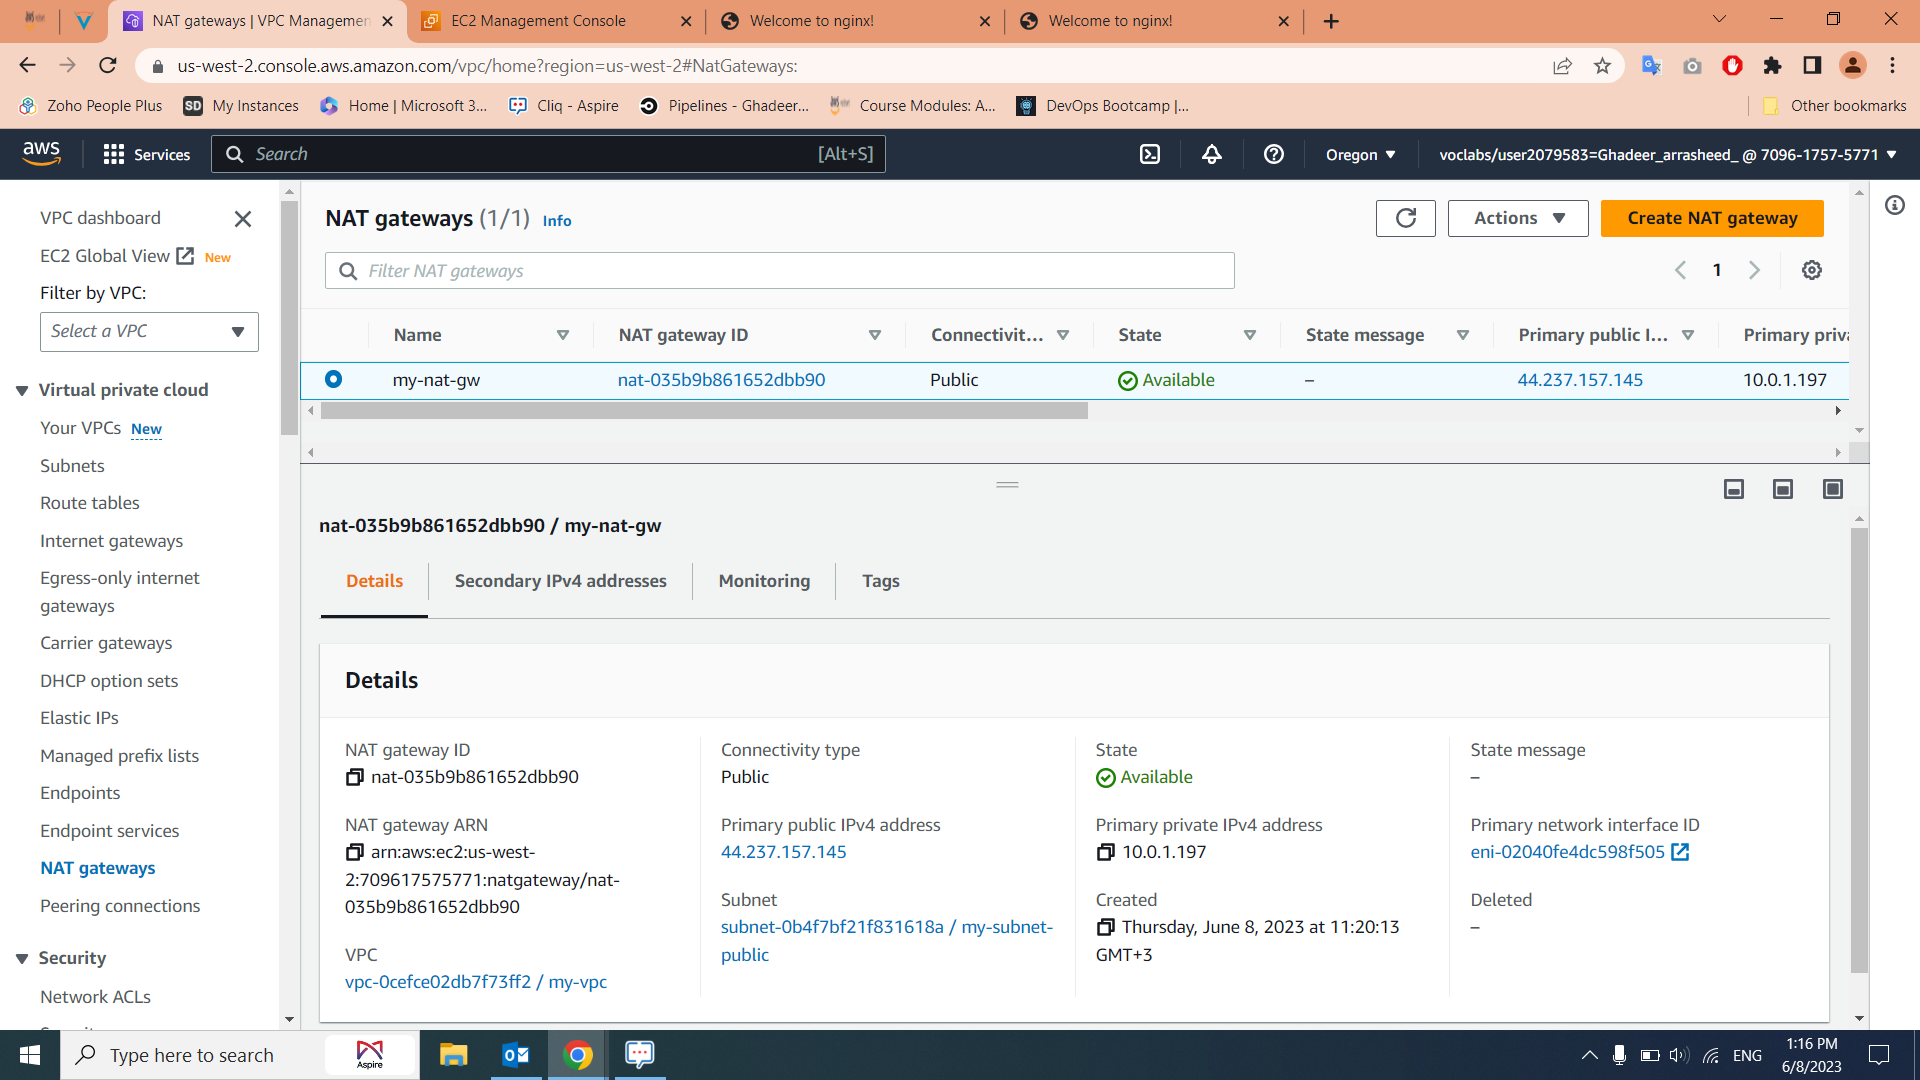 NAT gateways | VPC Managemen
EC2 Management Console
Welcome to nginx!
Welcome to nginx!
us-west-2.console.aws.amazon.com/vpc/home?region=us-west-2#NatGateways:
Zoho People Plus
SD My Instances
Home | Microsoft 3...
Cliq - Aspire
Pipelines - Ghadeer...
Course Modules: A...
DevOps Bootcamp |...
Other bookmarks
aws
Services
Search
[Alt+S]
Oregon
voclabs/user2079583=Ghadeer_arrasheed_ @ 7096-1757-5771
VPC dashboard
EC2 Global View New
Filter by VPC:
Select a VPC
Virtual private cloud
Your VPCs New
Subnets
Route tables
Internet gateways
Egress-only internet
gateways
Carrier gateways
DHCP option sets
Elastic IPs
Managed prefix lists
Endpoints
Endpoint services
NAT gateways
Peering connections
Security
Network ACLs
NAT gateways (1/1) Info
Actions
Create NAT gateway
Filter NAT gateways
1
Name
NAT gateway ID
Connectivit...
State
State message
Primary public I...
Primary priva
my-nat-gw
nat-035b9b861652dbb90
Public
Available
–
44.237.157.145
10.0.1.197
nat-035b9b861652dbb90 / my-nat-gw
Details
Secondary IPv4 addresses
Monitoring
Tags
Details
NAT gateway ID
nat-035b9b861652dbb90
NAT gateway ARN
arn:aws:ec2:us-west-
2:709617575771:natgateway/nat-
035b9b861652dbb90
VPC
vpc-0cefce02db7f73ff2 / my-vpc
Connectivity type
Public
Primary public IPv4 address
44.237.157.145
Subnet
subnet-0b4f7bf21f831618a / my-subnet-
public
State
Available
Primary private IPv4 address
10.0.1.197
Created
Thursday, June 8, 2023 at 11:20:13
GMT+3
State message
–
Primary network interface ID
eni-02040fe4dc598f505
Deleted
–
Type here to search
Aspire
ENG
1:16 PM
6/8/2023